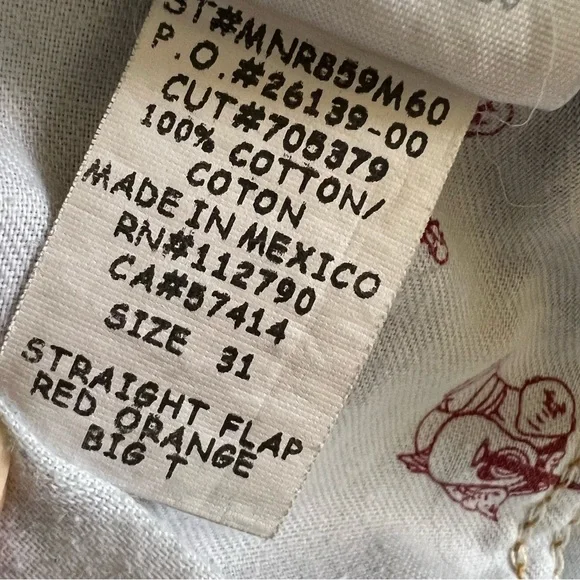 ST#MNRB59M60
P.O.#26139-00
CUT#705379
100% COTTON/
COTON
MADE IN MEXICO
RN#112790
CA#57414
SIZE 31
STRAIGHT FLAP
RED ORANGE
BIG T